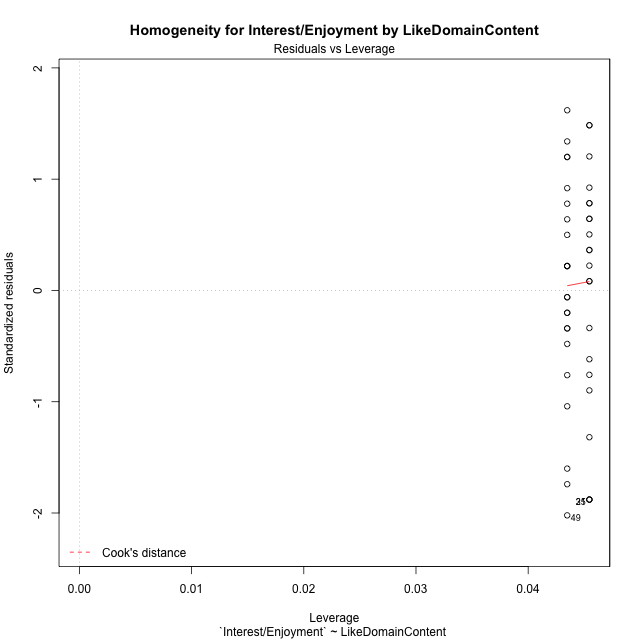 Homogeneity for Interest/Enjoyment by LikeDomainContent
Residuals vs Leverage
2
1
0
-1
-2
Standardized residuals
49
Cook's distance
0.00 0.01 0.02 0.03 0.04
Leverage
`Interest/Enjoyment` ~ LikeDomainContent